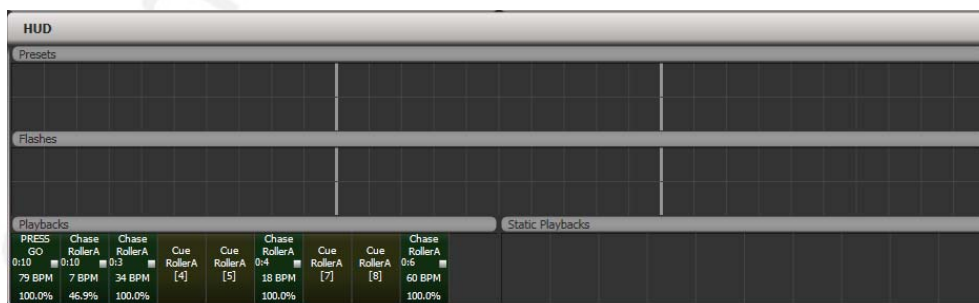 HUD
Presets
Flashes
Playbacks
Static Playbacks
PRESS
GO
0:10
79 BPM
100.0%
Chase
RollerA
0:10
7 BPM
46.9%
Chase
RollerA
0:3
34 BPM
100.0%
Cue
RollerA
[4]
Cue
RollerA
[5]
Chase
RollerA
0:4
18 BPM
100.0%
Cue
RollerA
[7]
Cue
RollerA
[8]
Chase
RollerA
0:6
60 BPM
100.0%